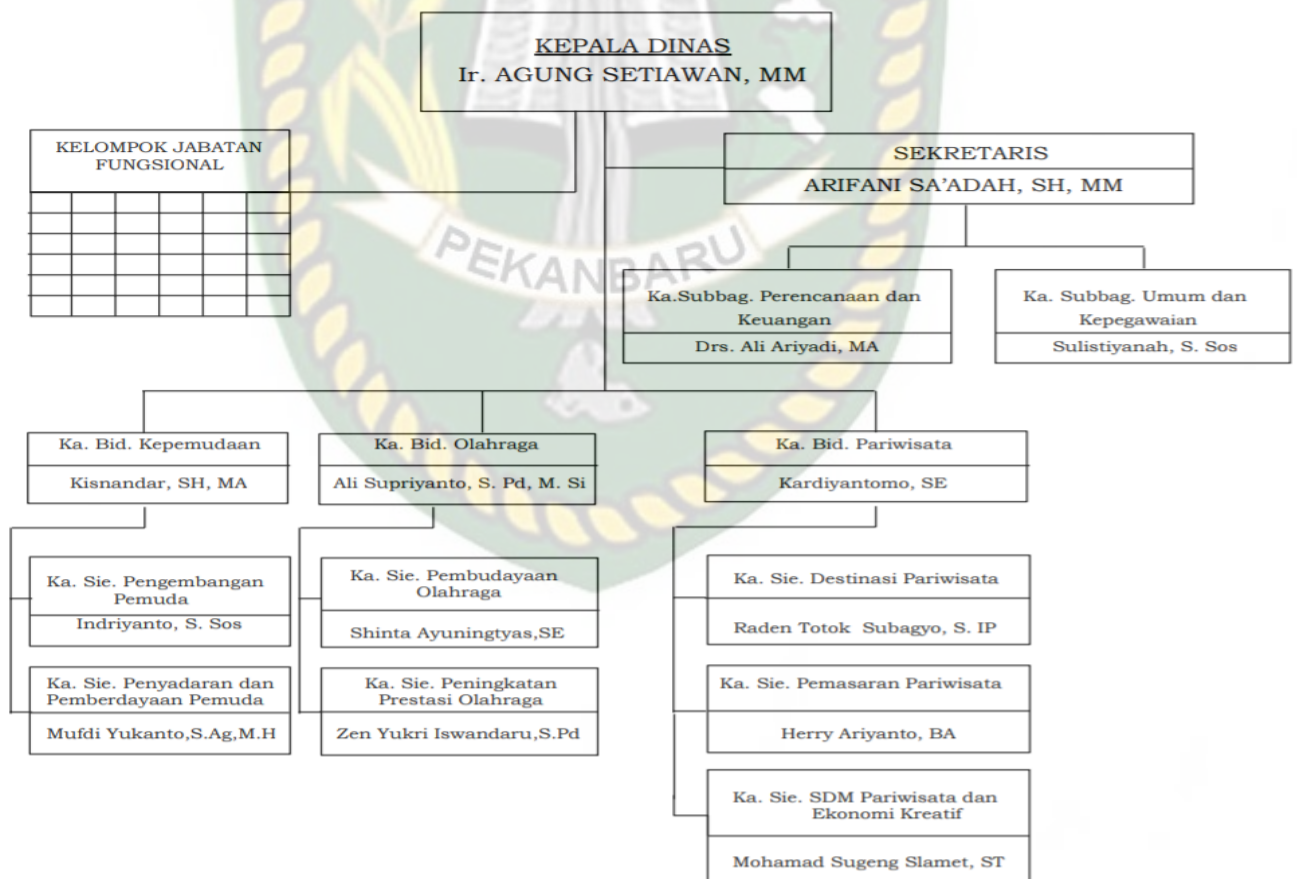 KEPALA DINAS
Ir. AGUNG SETIAWAN, MM
KELOMPOK JABATAN
FUNGSIONAL
SEKRETARIS
ARIFANI SA'ADAH, SH, MM
PEKANBARU
Ka.Subbag. Perencanaan dan
Keuangan
Drs. Ali Ariyadi, MA
Ka. Subbag. Umum dan
Kepegawaian
Sulistiyanah, S. Sos
Ka. Bid. Kepemudaan
Kisnandar, SH, MA
Ka. Bid. Olahraga
Ali Supriyanto, S. Pd, M. Si
Ka. Bid. Pariwisata
Kardiyantomo, SE
Ka. Sie. Pengembangan
Pemuda
Indriyanto, S. Sos
Ka. Sie. Pembudayaan
Olahraga
Shinta Ayuningtyas,SE
Ka. Sie. Destinasi Pariwisata
Raden Totok Subagyo, S. IP
Ka. Sie. Penyadaran dan
Pemberdayaan Pemuda
Mufdi Yukanto,S.Ag,M.H
Ka. Sie. Peningkatan
Prestasi Olahraga
Zen Yukri Iswandaru,S.Pd
Ka. Sie. Pemasaran Pariwisata
Herry Ariyanto, BA
Ka. Sie. SDM Pariwisata dan
Ekonomi Kreatif
Mohamad Sugeng Slamet, ST